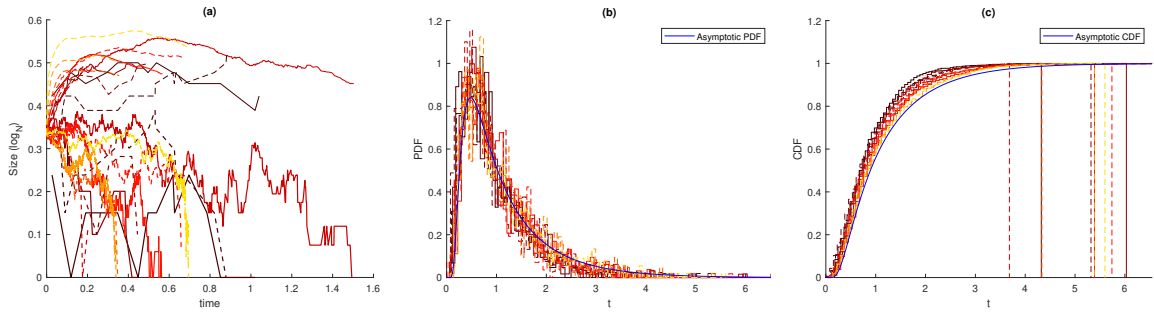 (a)
Size (log_N)
0.6
0.5
0.4
0.3
0.2
0.1
0
0 0.2 0.4 0.6 0.8 1 1.2 1.4 1.6
time
(b)
Asymptotic PDF
PDF
1.2
1
0.8
0.6
0.4
0.2
0
0 1 2 3 4 5 6
t
(c)
Asymptotic CDF
CDF
1.2
1
0.8
0.6
0.4
0.2
0
0 1 2 3 4 5 6
t